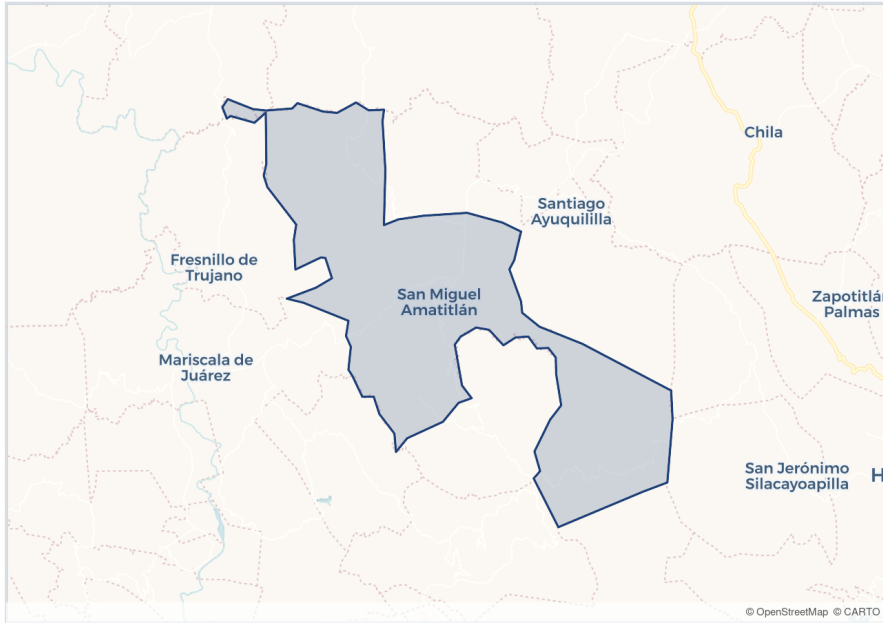 Chila
Santiago
Ayuquililla
Fresnillo de
Trujano
San Miguel
Amatitlán
Zapotitlán
Palmas
Mariscala de
Juárez
San Jerónimo
Silacayoapilla
H
© OpenStreetMap © CARTO